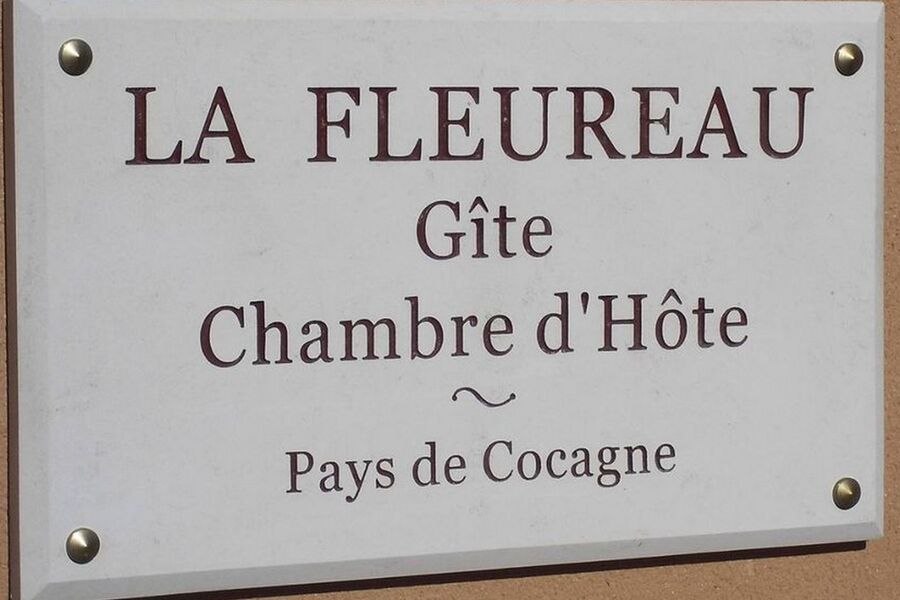 LA FLEUREAU
Gîte
Chambre d'Hôte
~
Pays de Cocagne